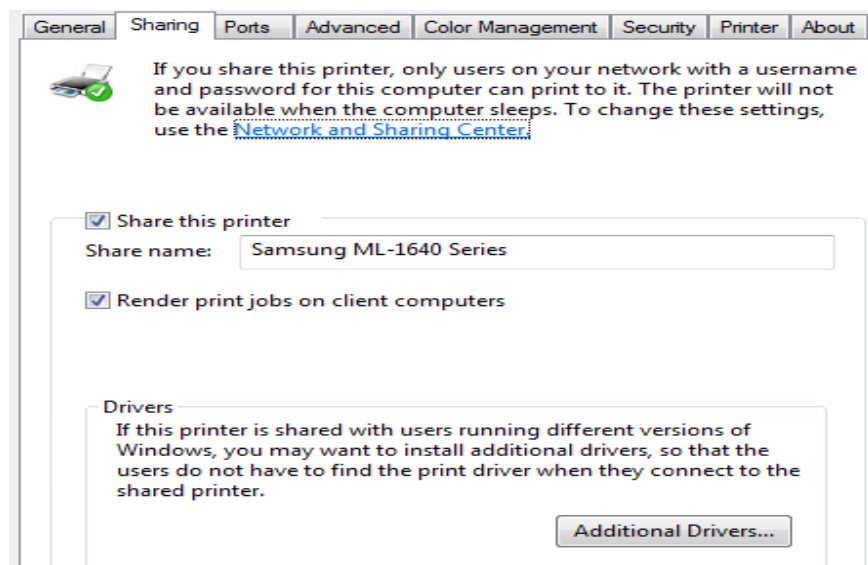 General Sharing Ports Advanced Color Management Security Printer About
If you share this printer, only users on your network with a username
and password for this computer can print to it. The printer will not
be available when the computer sleeps. To change these settings,
use the Network and Sharing Center.
Share this printer
Share name: Samsung ML-1640 Series
Render print jobs on client computers
Drivers
If this printer is shared with users running different versions of
Windows, you may want to install additional drivers, so that the
users do not have to find the print driver when they connect to the
shared printer.
Additional Drivers...